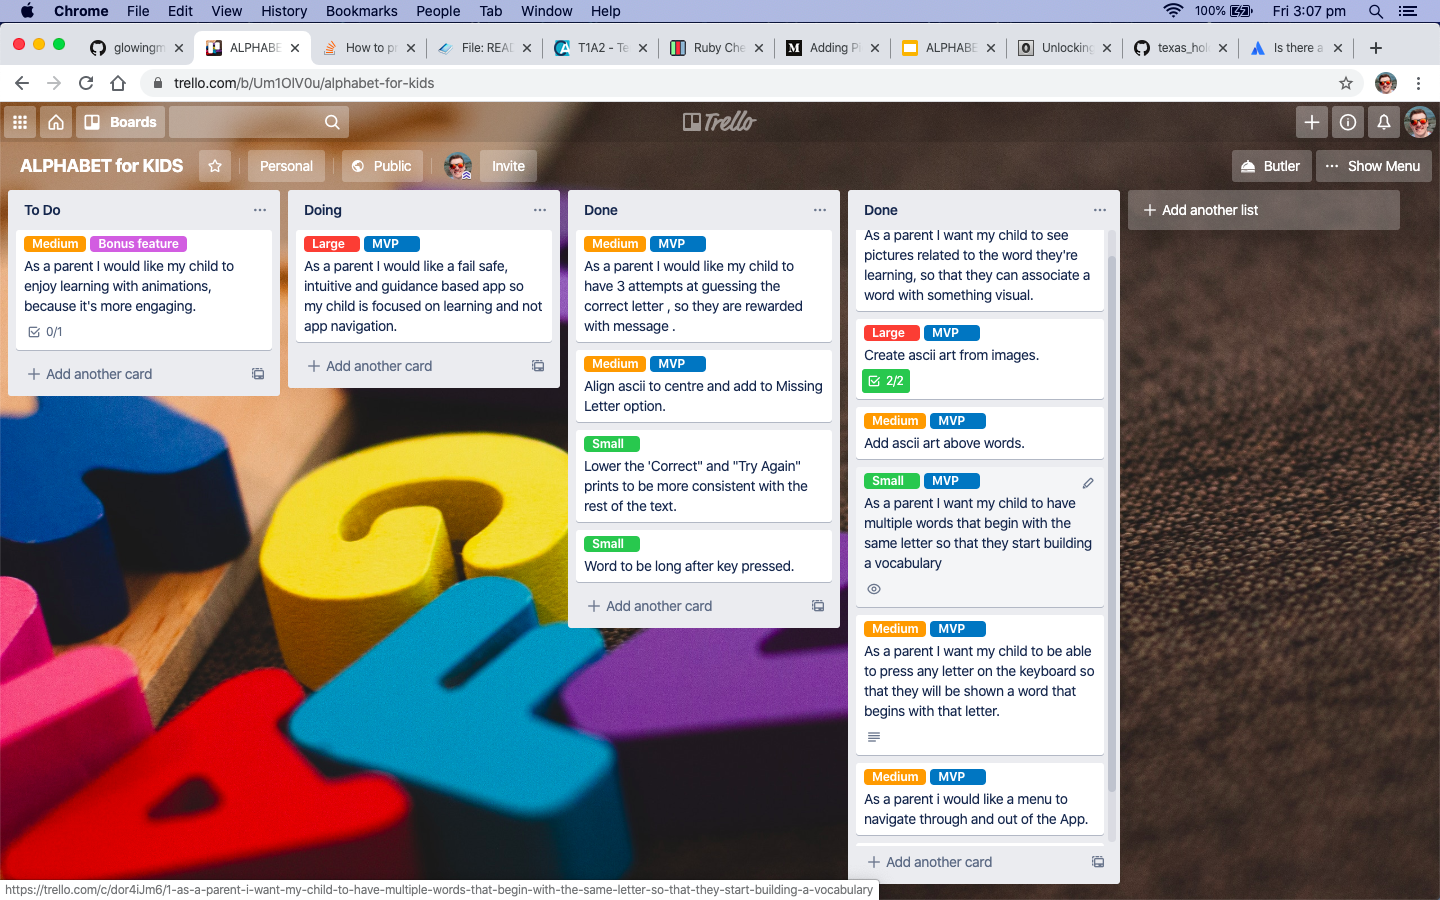 Chrome File Edit View History Bookmarks People Tab Window Help 100% Fri 3:07 pm
glowingm ALPHABE How to pr File: READ T1A2 - Te Ruby Che M Adding Pi ALPHABE Unlocking texas_hol Is there a
trello.com/b/Um1OlV0u/alphabet-for-kids
Boards Trello
ALPHABET for KIDS Personal Public Invite Butler Show Menu
To Do
Medium Bonus feature
As a parent I would like my child to
enjoy learning with animations,
because it's more engaging.
0/1
+ Add another card
Doing
Large MVP
As a parent I would like a fail safe,
intuitive and guidance based app so
my child is focused on learning and not
app navigation.
+ Add another card
Done
Medium MVP
As a parent I would like my child to
have 3 attempts at guessing the
correct letter , so they are rewarded
with message .
Medium MVP
Align ascii to centre and add to Missing
Letter option.
Small
Lower the 'Correct" and "Try Again"
prints to be more consistent with the
rest of the text.
Small
Word to be long after key pressed.
+ Add another card
Done
As a parent I want my child to see
pictures related to the word they're
learning, so that they can associate a
word with something visual.
Large MVP
Create ascii art from images.
2/2
Medium MVP
Add ascii art above words.
Small MVP
As a parent I want my child to have
multiple words that begin with the
same letter so that they start building
a vocabulary
Medium MVP
As a parent I want my child to be able
to press any letter on the keyboard so
that they will be shown a word that
begins with that letter.
Medium MVP
As a parent i would like a menu to
navigate through and out of the App.
+ Add another card
+ Add another list
https://trello.com/c/dor4iJm6/1-as-a-parent-i-want-my-child-to-have-multiple-words-that-begin-with-the-same-letter-so-that-they-start-building-a-vocabulary